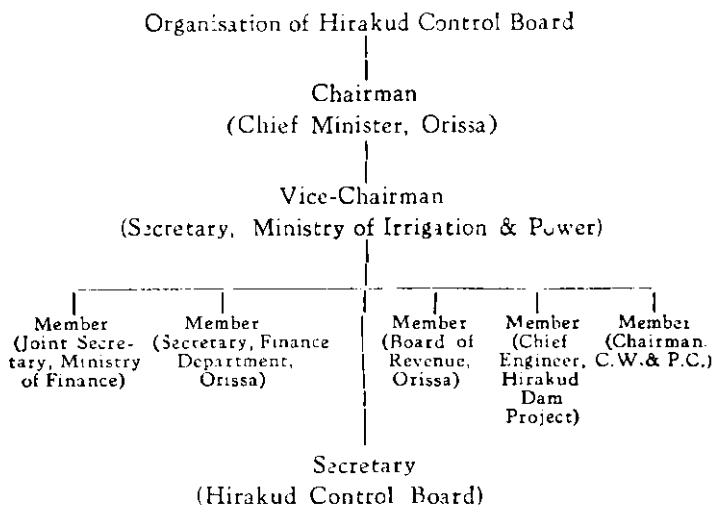 Organisation of Hirakud Control Board
Chairman
(Chief Minister, Orissa)
Vice-Chairman
(Secretary, Ministry of Irrigation & Power)
Member
(Joint Secre-
tary, Ministry
of Finance)
Member
(Secretary, Finance
Department,
Orissa)
Member
(Board of
Revenue,
Orissa)
Member
(Chief
Engineer,
Hirakud
Dam
Project)
Member
(Chairman.
C.W.& P.C.)
Secretary
(Hirakud Control Board)